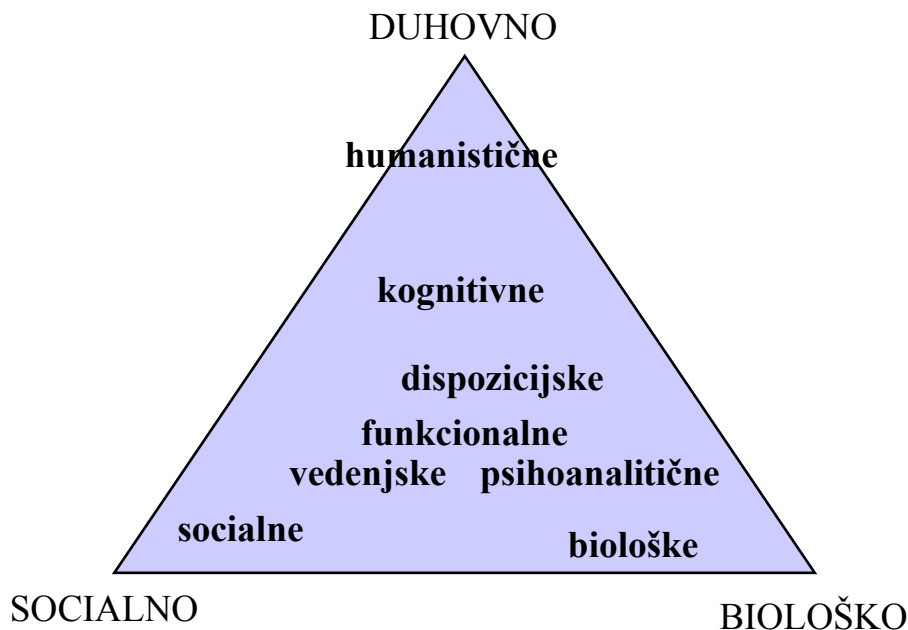 DUHOVNO
humanistične
kognitivne
dispozicijske
funkcionalne
vedenjske psihoanalitične
socialne
biološke
SOCIALNO
BIOLOŠKO